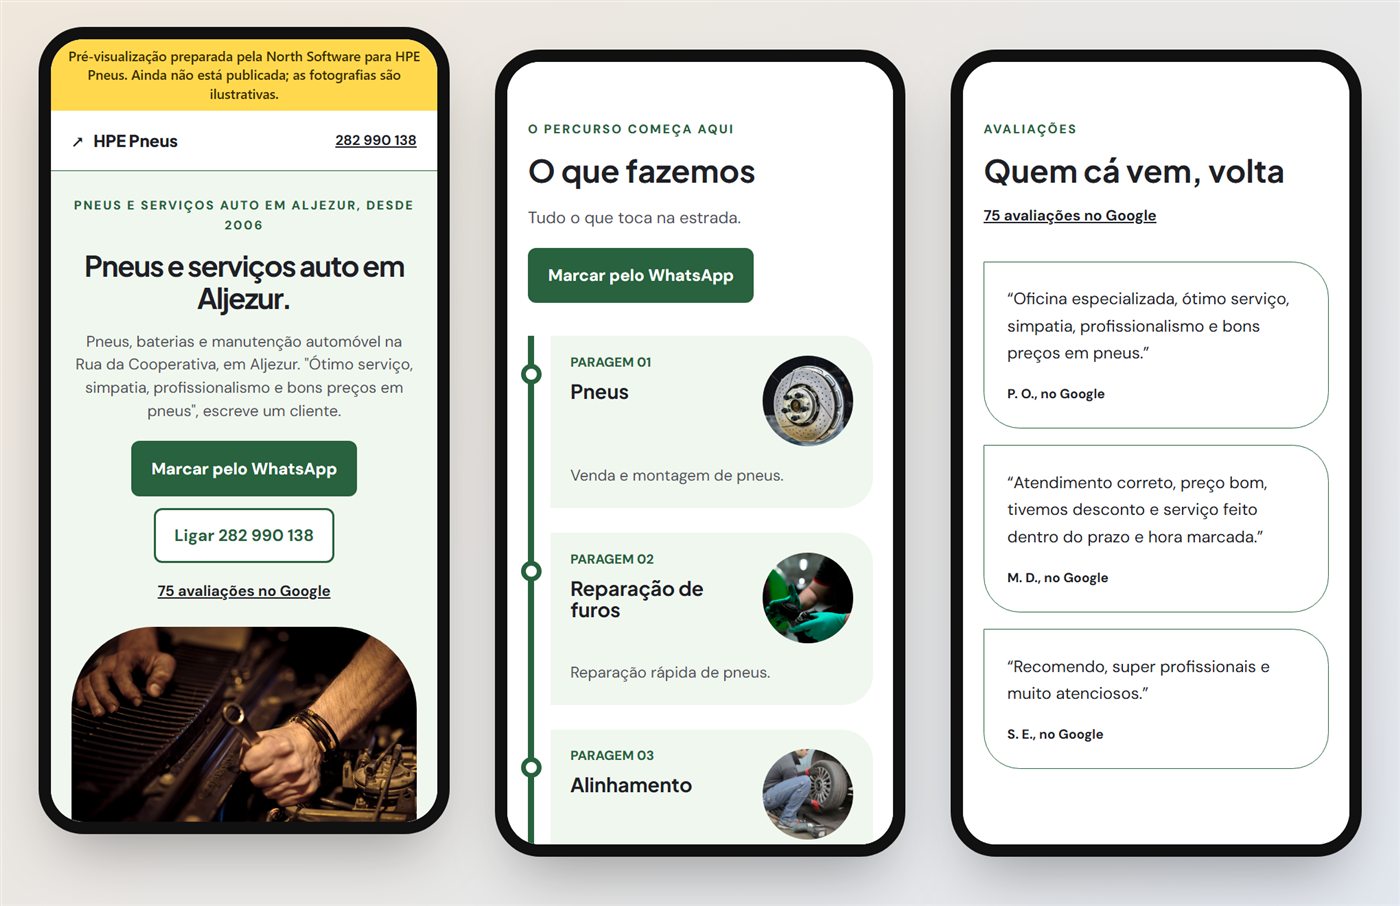 Pré-visualização preparada pela North Software para HPE
Pneus. Ainda não está publicada; as fotografias são
ilustrativas.
↗ HPE Pneus
282 990 138
PNEUS E SERVIÇOS AUTO EM ALJEZUR, DESDE
2006
Pneus e serviços auto em
Aljezur.
Pneus, baterias e manutenção automóvel na
Rua da Cooperativa, em Aljezur. "Ótimo serviço,
simpatia, profissionalismo e bons preços em
pneus", escreve um cliente.
Marcar pelo WhatsApp
Ligar 282 990 138
75 avaliações no Google
O PERCURSO COMEÇA AQUI
O que fazemos
Tudo o que toca na estrada.
Marcar pelo WhatsApp
PARAGEM 01
Pneus
Venda e montagem de pneus.
PARAGEM 02
Reparação de
furos
Reparação rápida de pneus.
PARAGEM 03
Alinhamento
AVALIAÇÕES
Quem cá vem, volta
75 avaliações no Google
“Oficina especializada, ótimo serviço,
simpatia, profissionalismo e bons
preços em pneus.”
P. O., no Google
“Atendimento correto, preço bom,
tivemos desconto e serviço feito
dentro do prazo e hora marcada.”
M. D., no Google
“Recomendo, super profissionais e
muito atenciosos.”
S. E., no Google